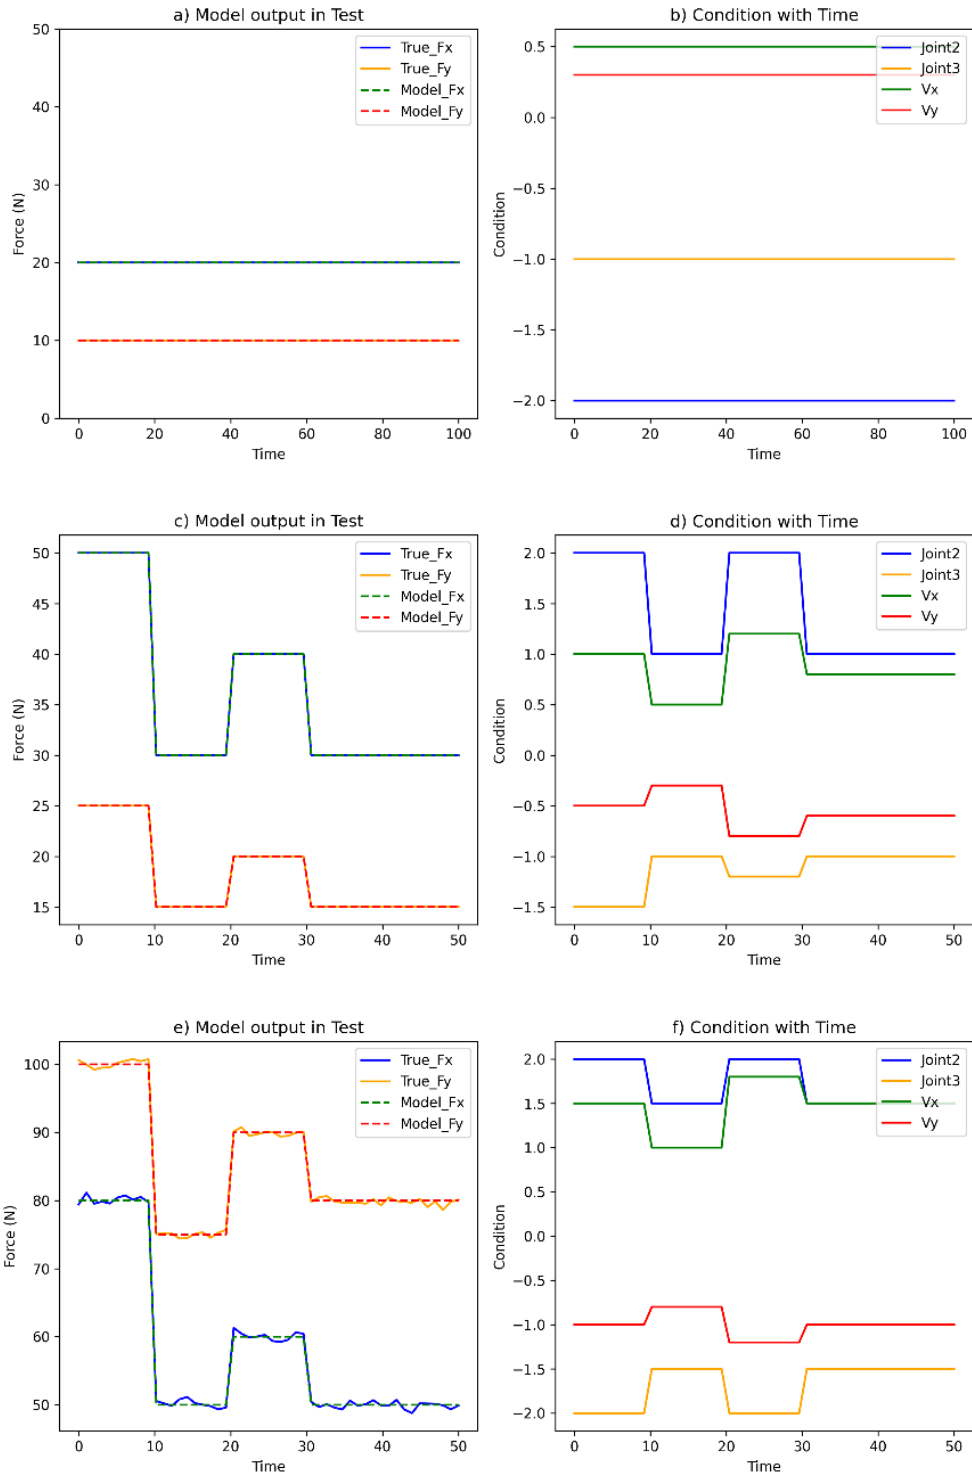 a) Model output in Test
50
40
30
20
10
0
Force (N)
True_Fx
True_Fy
Model_Fx
Model_Fy
0 20 40 60 80 100
Time
b) Condition with Time
0.5
0.0
−0.5
−1.0
−1.5
−2.0
Condition
Joint2
Joint3
Vx
Vy
0 20 40 60 80 100
Time
c) Model output in Test
50
45
40
35
30
25
20
15
Force (N)
True_Fx
True_Fy
Model_Fx
Model_Fy
0 10 20 30 40 50
Time
d) Condition with Time
2.0
1.5
1.0
0.5
0.0
−0.5
−1.0
−1.5
Condition
Joint2
Joint3
Vx
Vy
0 10 20 30 40 50
Time
e) Model output in Test
100
90
80
70
60
50
Force (N)
True_Fx
True_Fy
Model_Fx
Model_Fy
0 10 20 30 40 50
Time
f) Condition with Time
2.0
1.5
1.0
0.5
0.0
−0.5
−1.0
−1.5
−2.0
Condition
Joint2
Joint3
Vx
Vy
0 10 20 30 40 50
Time